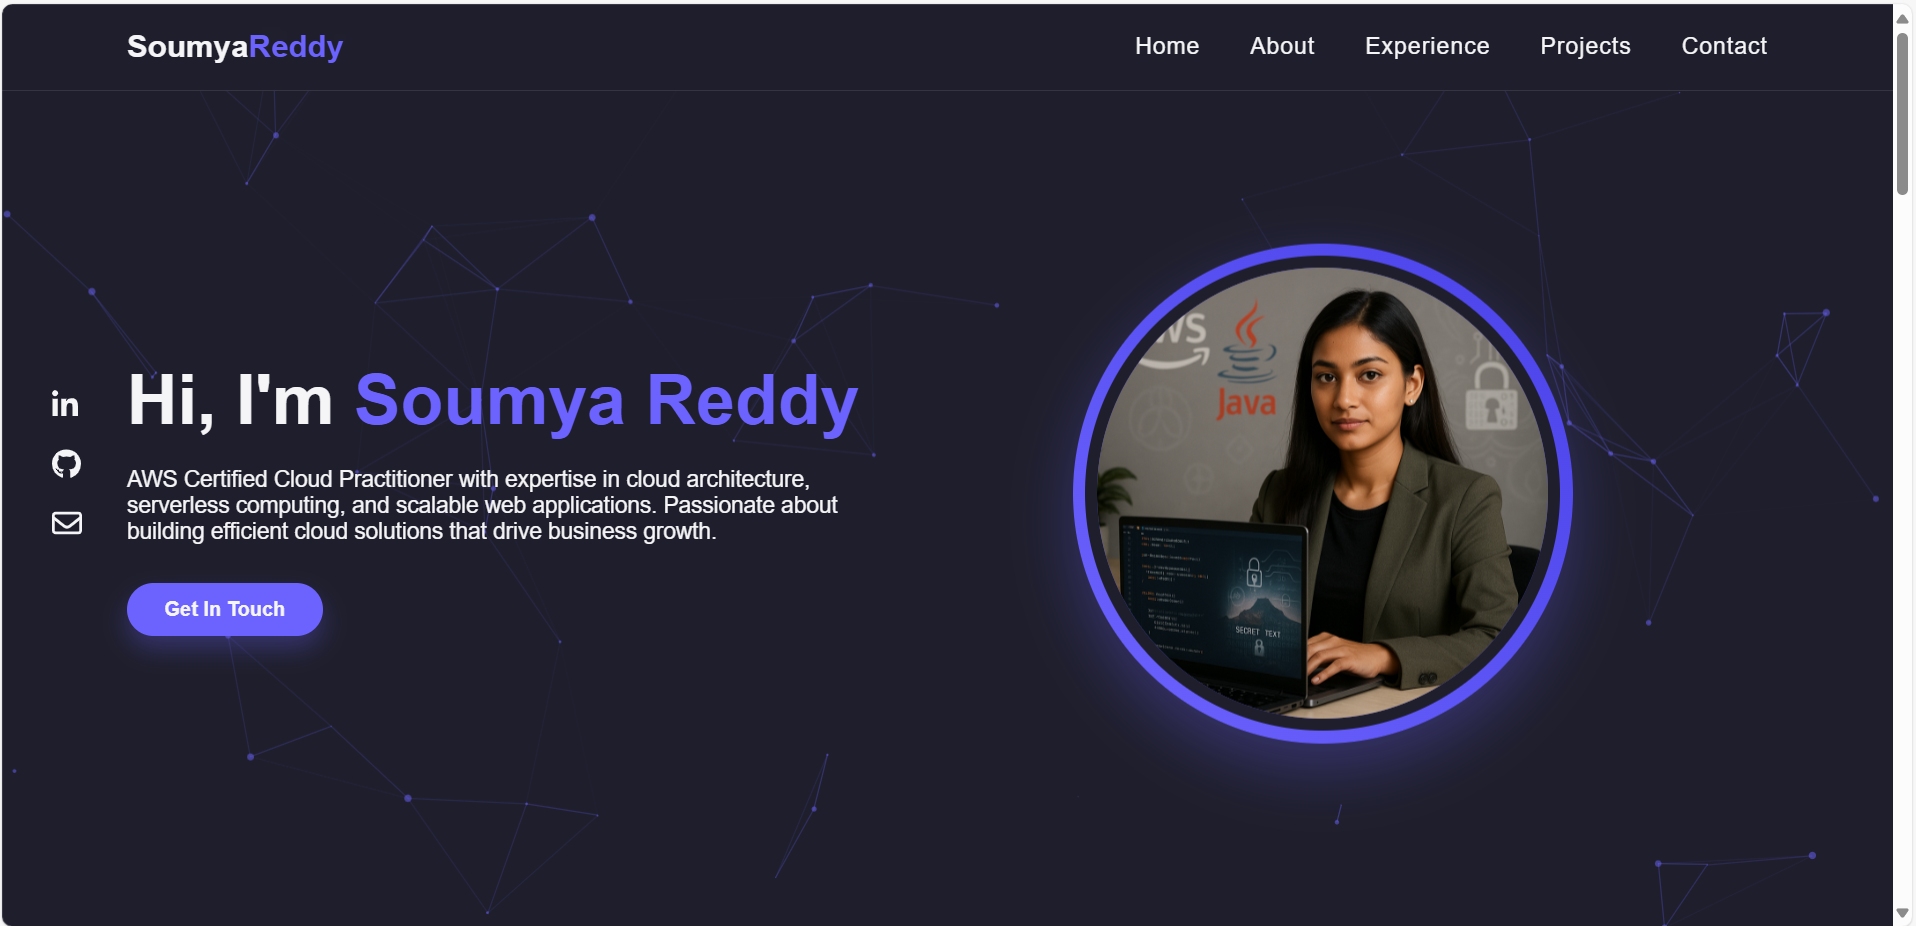 SoumyaReddy
Home About Experience Projects Contact
Hi, I'm Soumya Reddy
AWS Certified Cloud Practitioner with expertise in cloud architecture,
serverless computing, and scalable web applications. Passionate about
building efficient cloud solutions that drive business growth.
Get In Touch
in
Java
SECRET TEXT